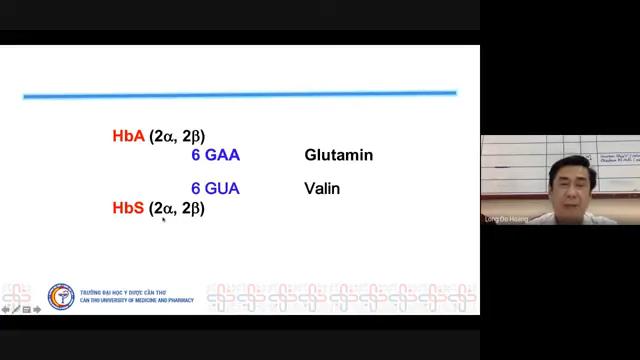 HbA (2α, 2β)
6 GAA Glutamin
6 GUA Valin
HbS (2α, 2β)
TRƯỜNG ĐẠI HỌC Y DƯỢC CẦN THƠ
CAN THO UNIVERSITY OF MEDICINE AND PHARMACY
Long Do Hoang